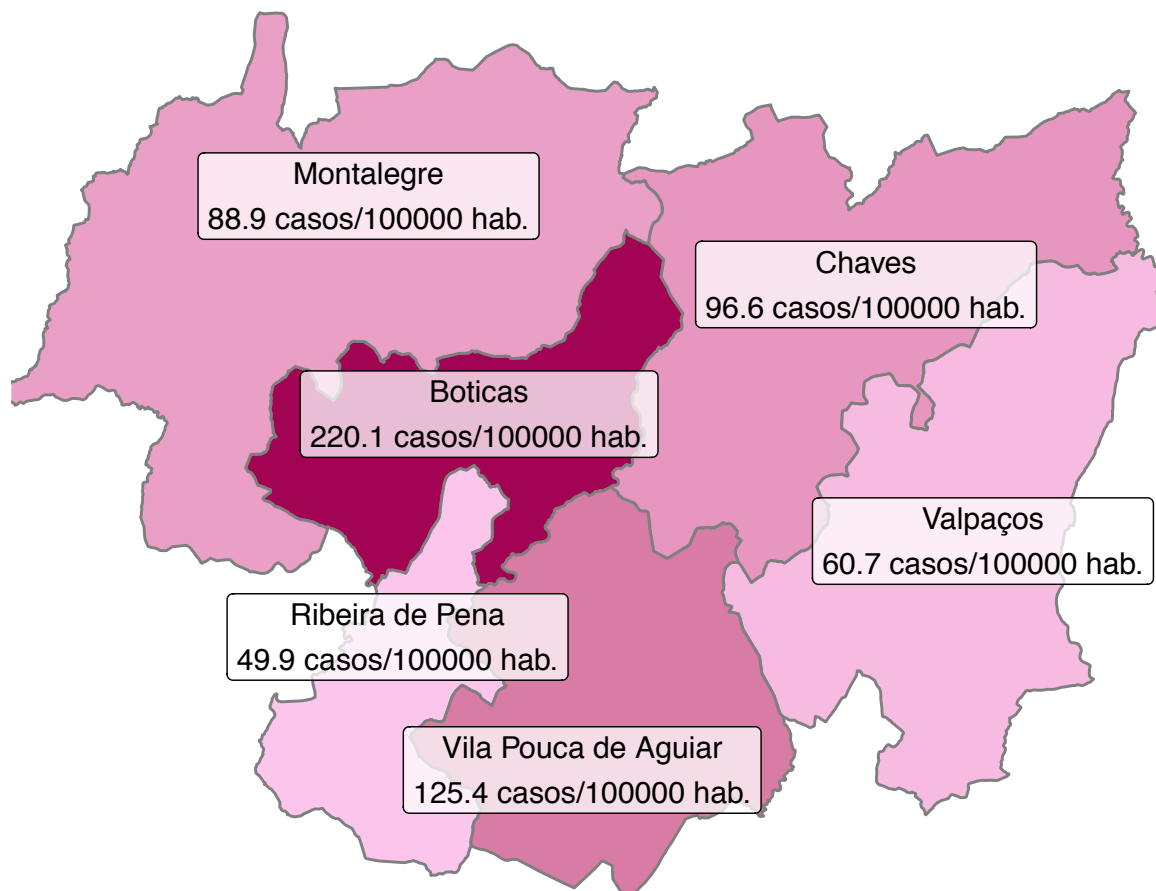 Montalegre
88.9 casos/100000 hab.
Chaves
96.6 casos/100000 hab.
Boticas
220.1 casos/100000 hab.
Valpaços
60.7 casos/100000 hab.
Ribeira de Pena
49.9 casos/100000 hab.
Vila Pouca de Aguiar
125.4 casos/100000 hab.